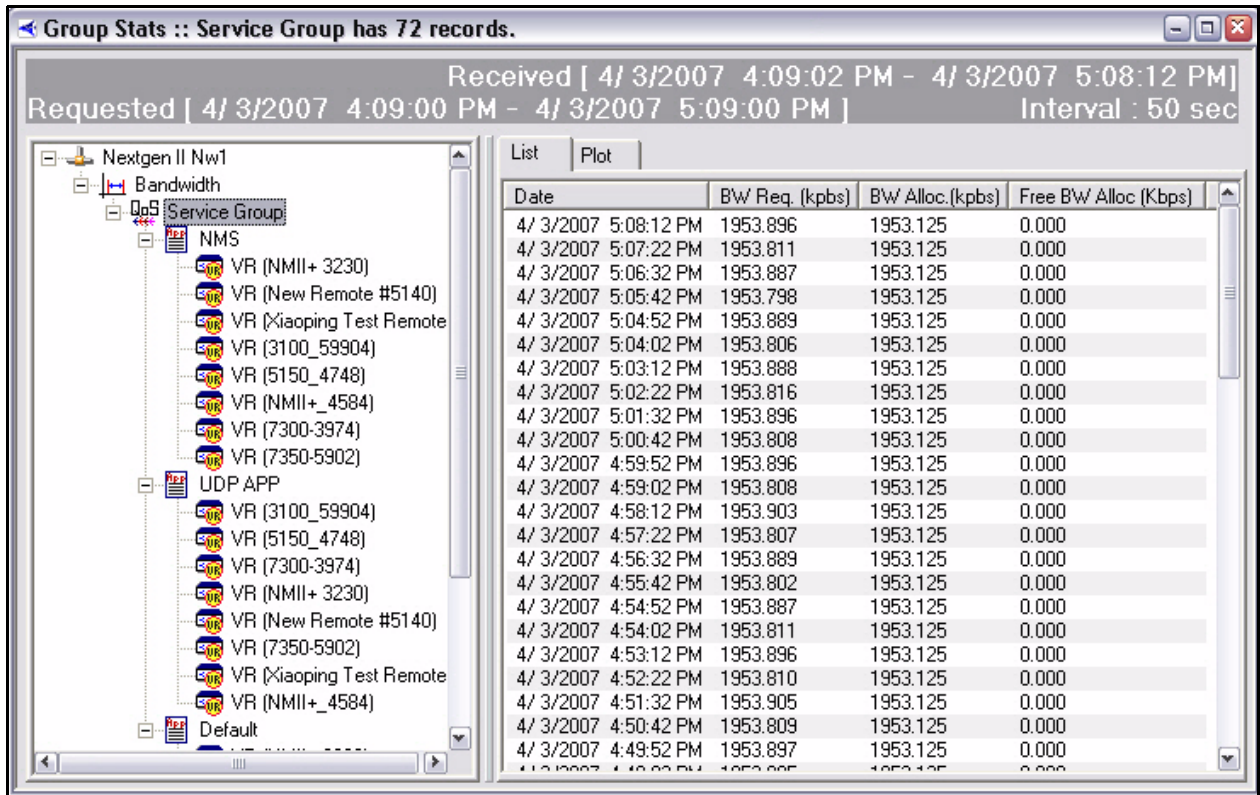 Group Stats :: Service Group has 72 records.
Received [ 4/ 3/2007 4:09:02 PM - 4/ 3/2007 5:08:12 PM]
Requested [ 4/ 3/2007 4:09:00 PM - 4/ 3/2007 5:09:00 PM ] Interval : 50 sec
Nextgen II Nw1
Bandwidth
QoS Service Group
NMS
VR (NMII+ 3230)
VR (New Remote #5140)
VR (Xiaoping Test Remote
VR (3100_59904)
VR (5150_4748)
VR (NMII+_4584)
VR (7300-3974)
VR (7350-5902)
UDP APP
VR (3100_59904)
VR (5150_4748)
VR (7300-3974)
VR (NMII+ 3230)
VR (New Remote #5140)
VR (7350-5902)
VR (Xiaoping Test Remote
VR (NMII+_4584)
Default
List Plot
Date BW Req. (kpbs) BW Alloc.(kpbs) Free BW Alloc (Kbps)
4/ 3/2007 5:08:12 PM 1953.896 1953.125 0.000
4/ 3/2007 5:07:22 PM 1953.811 1953.125 0.000
4/ 3/2007 5:06:32 PM 1953.887 1953.125 0.000
4/ 3/2007 5:05:42 PM 1953.798 1953.125 0.000
4/ 3/2007 5:04:52 PM 1953.889 1953.125 0.000
4/ 3/2007 5:04:02 PM 1953.806 1953.125 0.000
4/ 3/2007 5:03:12 PM 1953.888 1953.125 0.000
4/ 3/2007 5:02:22 PM 1953.816 1953.125 0.000
4/ 3/2007 5:01:32 PM 1953.896 1953.125 0.000
4/ 3/2007 5:00:42 PM 1953.808 1953.125 0.000
4/ 3/2007 4:59:52 PM 1953.896 1953.125 0.000
4/ 3/2007 4:59:02 PM 1953.808 1953.125 0.000
4/ 3/2007 4:58:12 PM 1953.903 1953.125 0.000
4/ 3/2007 4:57:22 PM 1953.807 1953.125 0.000
4/ 3/2007 4:56:32 PM 1953.889 1953.125 0.000
4/ 3/2007 4:55:42 PM 1953.802 1953.125 0.000
4/ 3/2007 4:54:52 PM 1953.887 1953.125 0.000
4/ 3/2007 4:54:02 PM 1953.811 1953.125 0.000
4/ 3/2007 4:53:12 PM 1953.896 1953.125 0.000
4/ 3/2007 4:52:22 PM 1953.810 1953.125 0.000
4/ 3/2007 4:51:32 PM 1953.905 1953.125 0.000
4/ 3/2007 4:50:42 PM 1953.809 1953.125 0.000
4/ 3/2007 4:49:52 PM 1953.897 1953.125 0.000